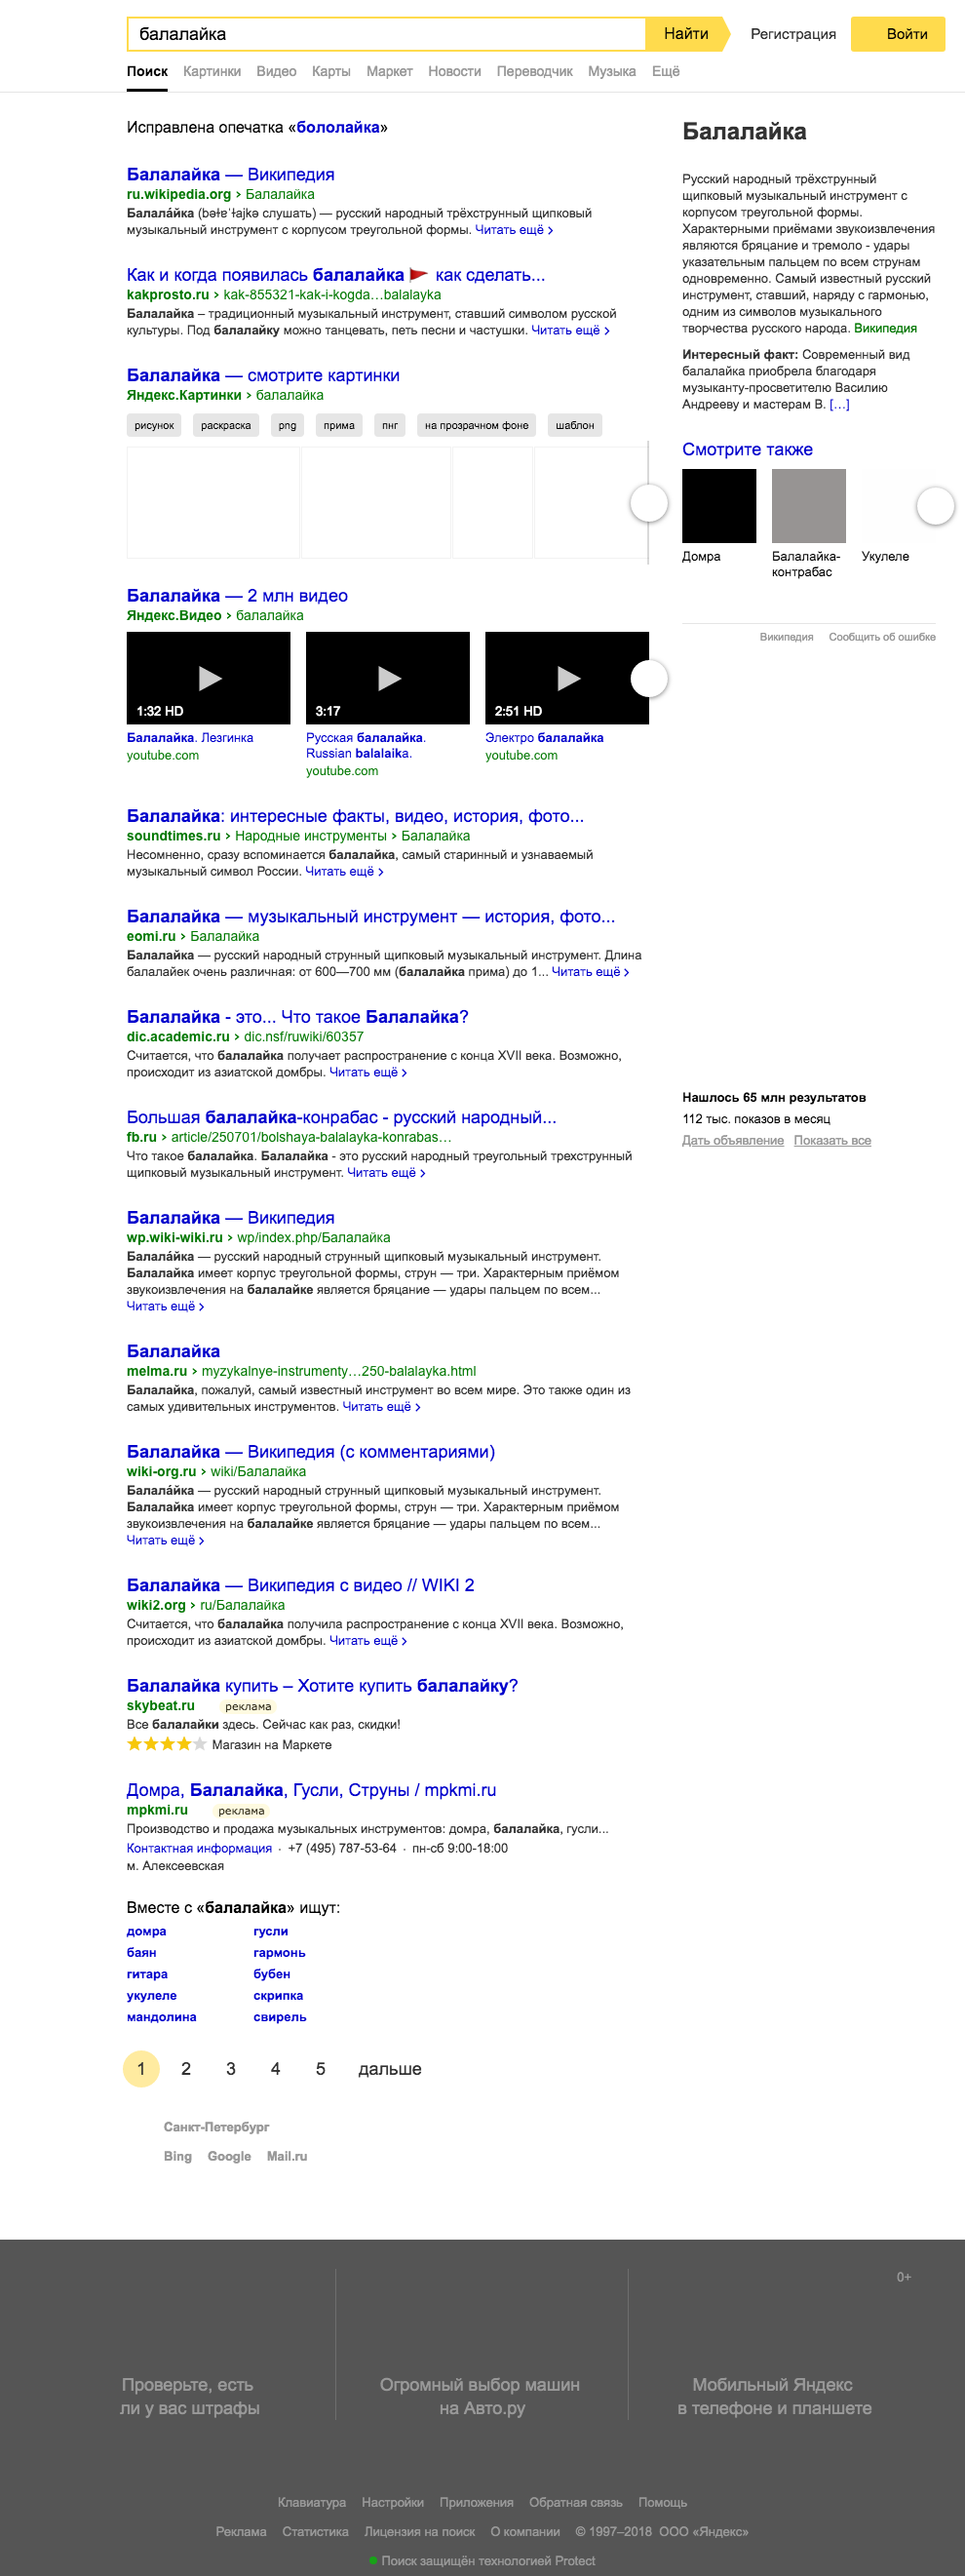 балалайка
Найти
Регистрация
Войти
Поиск Картинки Видео Карты Маркет Новости Переводчик Музыка Ещё
Исправлена опечатка «бололайка»
Балалайка — Википедия
ru.wikipedia.org › Балалайка
Балала́йка (bəɫɐˈɫajkə слушать) — русский народный трёхструнный щипковый
музыкальный инструмент с корпусом треугольной формы. Читать ещё ›
Как и когда появилась балалайка как сделать...
kakprosto.ru › kak-855321-kak-i-kogda…balalayka
Балалайка – традиционный музыкальный инструмент, ставший символом русской
культуры. Под балалайку можно танцевать, петь песни и частушки. Читать ещё ›
Балалайка — смотрите картинки
Яндекс.Картинки › балалайка
рисунок раскраска png прима пнг на прозрачном фоне шаблон
Балалайка — 2 млн видео
Яндекс.Видео › балалайка
1:32 HD
3:17
2:51 HD
Балалайка. Лезгинка
youtube.com
Русская балалайка.
Russian balalaika.
youtube.com
Электро балалайка
youtube.com
Балалайка: интересные факты, видео, история, фото...
soundtimes.ru › Народные инструменты › Балалайка
Несомненно, сразу вспоминается балалайка, самый старинный и узнаваемый
музыкальный символ России. Читать ещё ›
Балалайка — музыкальный инструмент — история, фото...
eomi.ru › Балалайка
Балалайка — русский народный струнный щипковый музыкальный инструмент. Длина
балалаек очень различная: от 600—700 мм (балалайка прима) до 1... Читать ещё ›
Балалайка - это... Что такое Балалайка?
dic.academic.ru › dic.nsf/ruwiki/60357
Считается, что балалайка получает распространение с конца XVII века. Возможно,
происходит из азиатской домбры. Читать ещё ›
Большая балалайка-конрабас - русский народный...
fb.ru › article/250701/bolshaya-balalayka-konrabas…
Что такое балалайка. Балалайка - это русский народный треугольный трехструнный
щипковый музыкальный инструмент. Читать ещё ›
Балалайка — Википедия
wp.wiki-wiki.ru › wp/index.php/Балалайка
Балала́йка — русский народный струнный щипковый музыкальный инструмент.
Балалайка имеет корпус треугольной формы, струн — три. Характерным приёмом
звукоизвлечения на балалайке является бряцание — удары пальцем по всем...
Читать ещё ›
Балалайка
melma.ru › myzykalnye-instrumenty…250-balalayka.html
Балалайка, пожалуй, самый известный инструмент во всем мире. Это также один из
самых удивительных инструментов. Читать ещё ›
Балалайка — Википедия (с комментариями)
wiki-org.ru › wiki/Балалайка
Балала́йка — русский народный струнный щипковый музыкальный инструмент.
Балалайка имеет корпус треугольной формы, струн — три. Характерным приёмом
звукоизвлечения на балалайке является бряцание — удары пальцем по всем...
Читать ещё ›
Балалайка — Википедия с видео // WIKI 2
wiki2.org › ru/Балалайка
Считается, что балалайка получила распространение с конца XVII века. Возможно,
происходит из азиатской домбры. Читать ещё ›
Балалайка купить – Хотите купить балалайку?
skybeat.ru реклама
Все балалайки здесь. Сейчас как раз, скидки!
Магазин на Маркете
Домра, Балалайка, Гусли, Струны / mpkmi.ru
mpkmi.ru реклама
Производство и продажа музыкальных инструментов: домра, балалайка, гусли...
Контактная информация · +7 (495) 787-53-64 · пн-сб 9:00-18:00
м. Алексеевская
Вместе с «балалайка» ищут:
домра гусли
баян гармонь
гитара бубен
укулеле скрипка
мандолина свирель
1 2 3 4 5 дальше
Санкт-Петербург
Bing Google Mail.ru
Балалайка
Русский народный трёхструнный
щипковый музыкальный инструмент с
корпусом треугольной формы.
Характерными приёмами звукоизвлечения
являются бряцание и тремоло - удары
указательным пальцем по всем струнам
одновременно. Самый известный русский
инструмент, ставший, наряду с гармонью,
одним из символов музыкального
творчества русского народа. Википедия
Интересный факт: Современный вид
балалайка приобрела благодаря
музыканту-просветителю Василию
Андрееву и мастерам В. [...]
Смотрите также
Домра
Балалайка-
контрабас
Укулеле
Википедия Сообщить об ошибке
Нашлось 65 млн результатов
112 тыс. показов в месяц
Дать объявление Показать все
0+
Проверьте, есть
ли у вас штрафы
Огромный выбор машин
на Авто.ру
Мобильный Яндекс
в телефоне и планшете
Клавиатура Настройки Приложения Обратная связь Помощь
Реклама Статистика Лицензия на поиск О компании © 1997–2018 ООО «Яндекс»
Поиск защищён технологией Protect